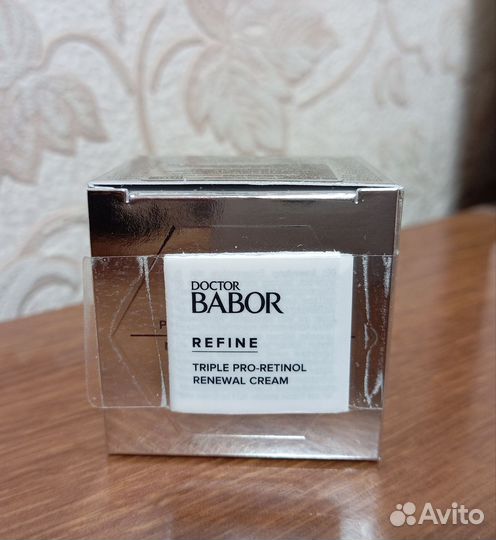 DOCTOR
BABOR
REFINE
TRIPLE PRO-RETINOL
RENEWAL CREAM
Avito